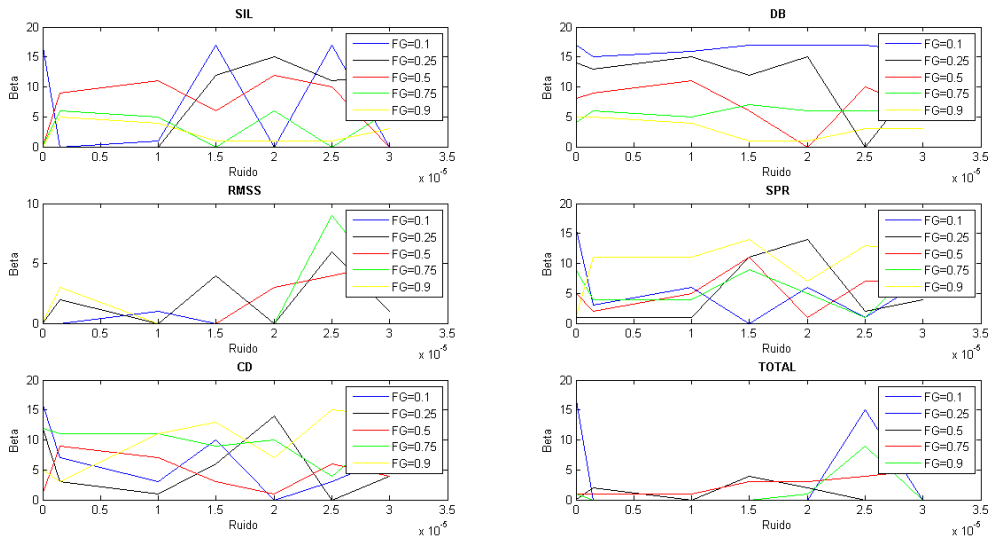 SIL
20
15
10
5
0
Beta
0
0.5
1
1.5
2
2.5
3
3.5
x 10⁻⁵
Ruido
FG=0.1
FG=0.25
FG=0.5
FG=0.75
FG=0.9
DB
20
15
10
5
0
Beta
0
0.5
1
1.5
2
2.5
3
3.5
x 10⁻⁵
Ruido
FG=0.1
FG=0.25
FG=0.5
FG=0.75
FG=0.9
RMSS
10
5
0
Beta
0
0.5
1
1.5
2
2.5
3
3.5
x 10⁻⁵
Ruido
FG=0.1
FG=0.25
FG=0.5
FG=0.75
FG=0.9
SPR
20
15
10
5
0
Beta
0
0.5
1
1.5
2
2.5
3
3.5
x 10⁻⁵
Ruido
FG=0.1
FG=0.25
FG=0.5
FG=0.75
FG=0.9
CD
20
15
10
5
0
Beta
0
0.5
1
1.5
2
2.5
3
3.5
x 10⁻⁵
Ruido
FG=0.1
FG=0.25
FG=0.5
FG=0.75
FG=0.9
TOTAL
20
15
10
5
0
Beta
0
0.5
1
1.5
2
2.5
3
3.5
x 10⁻⁵
Ruido
FG=0.1
FG=0.25
FG=0.5
FG=0.75
FG=0.9